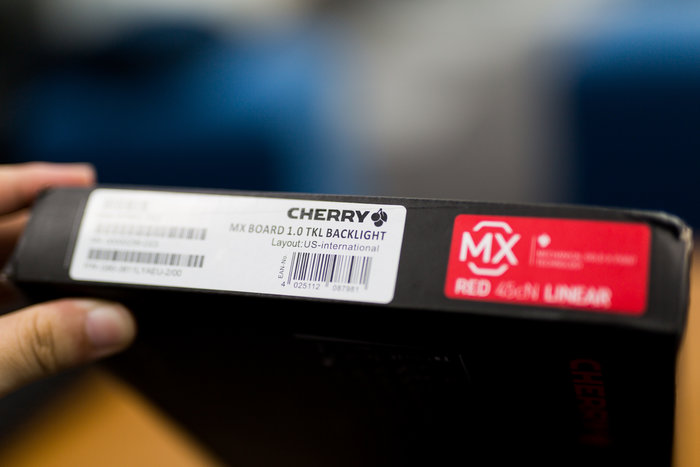 CHERRY
MX BOARD 1.0 TKL BACKLIGHT
Layout: US-international
EAN-No.
4 025112 087981
MX
RED 45cN LINEAR
CHERRY